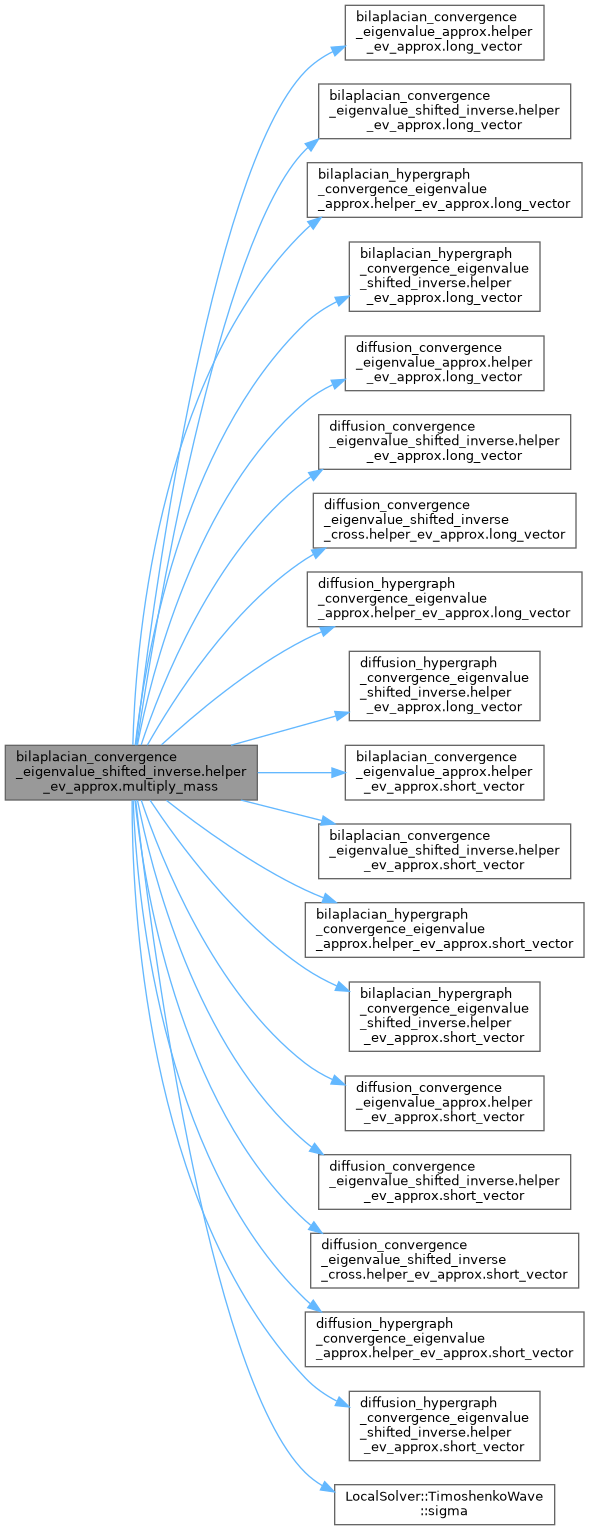 bilaplacian_convergence
_eigenvalue_approx.helper
_ev_approx.long_vector
bilaplacian_convergence
_eigenvalue_shifted_inverse.helper
_ev_approx.long_vector
bilaplacian_hypergraph
_convergence_eigenvalue
_approx.helper_ev_approx.long_vector
bilaplacian_hypergraph
_convergence_eigenvalue
_shifted_inverse.helper
_ev_approx.long_vector
diffusion_convergence
_eigenvalue_approx.helper
_ev_approx.long_vector
diffusion_convergence
_eigenvalue_shifted_inverse.helper
_ev_approx.long_vector
diffusion_convergence
_eigenvalue_shifted_inverse
_cross.helper_ev_approx.long_vector
diffusion_hypergraph
_convergence_eigenvalue
_approx.helper_ev_approx.long_vector
diffusion_hypergraph
_convergence_eigenvalue
_shifted_inverse.helper
_ev_approx.long_vector
bilaplacian_convergence
_eigenvalue_shifted_inverse.helper
_ev_approx.multiply_mass
bilaplacian_convergence
_eigenvalue_approx.helper
_ev_approx.short_vector
bilaplacian_convergence
_eigenvalue_shifted_inverse.helper
_ev_approx.short_vector
bilaplacian_hypergraph
_convergence_eigenvalue
_approx.helper_ev_approx.short_vector
bilaplacian_hypergraph
_convergence_eigenvalue
_shifted_inverse.helper
_ev_approx.short_vector
diffusion_convergence
_eigenvalue_approx.helper
_ev_approx.short_vector
diffusion_convergence
_eigenvalue_shifted_inverse.helper
_ev_approx.short_vector
diffusion_convergence
_eigenvalue_shifted_inverse
_cross.helper_ev_approx.short_vector
diffusion_hypergraph
_convergence_eigenvalue
_approx.helper_ev_approx.short_vector
diffusion_hypergraph
_convergence_eigenvalue
_shifted_inverse.helper
_ev_approx.short_vector
LocalSolver::TimoshenkoWave
::sigma